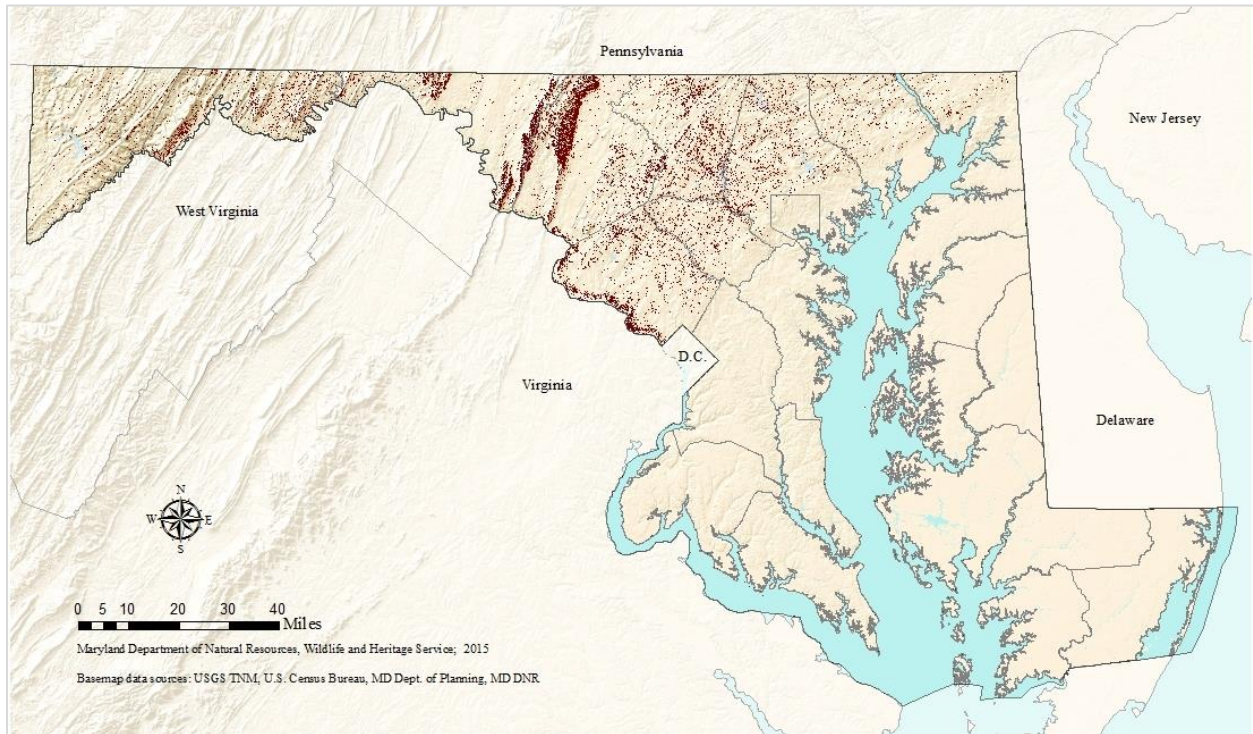 Pennsylvania
New Jersey
West Virginia
D.C.
Virginia
Delaware
N
W E
S
0 5 10 20 30 40
Miles
Maryland Department of Natural Resources, Wildlife and Heritage Service; 2015
Basemap data sources: USGS TNM, U.S. Census Bureau, MD Dept. of Planning, MD DNR